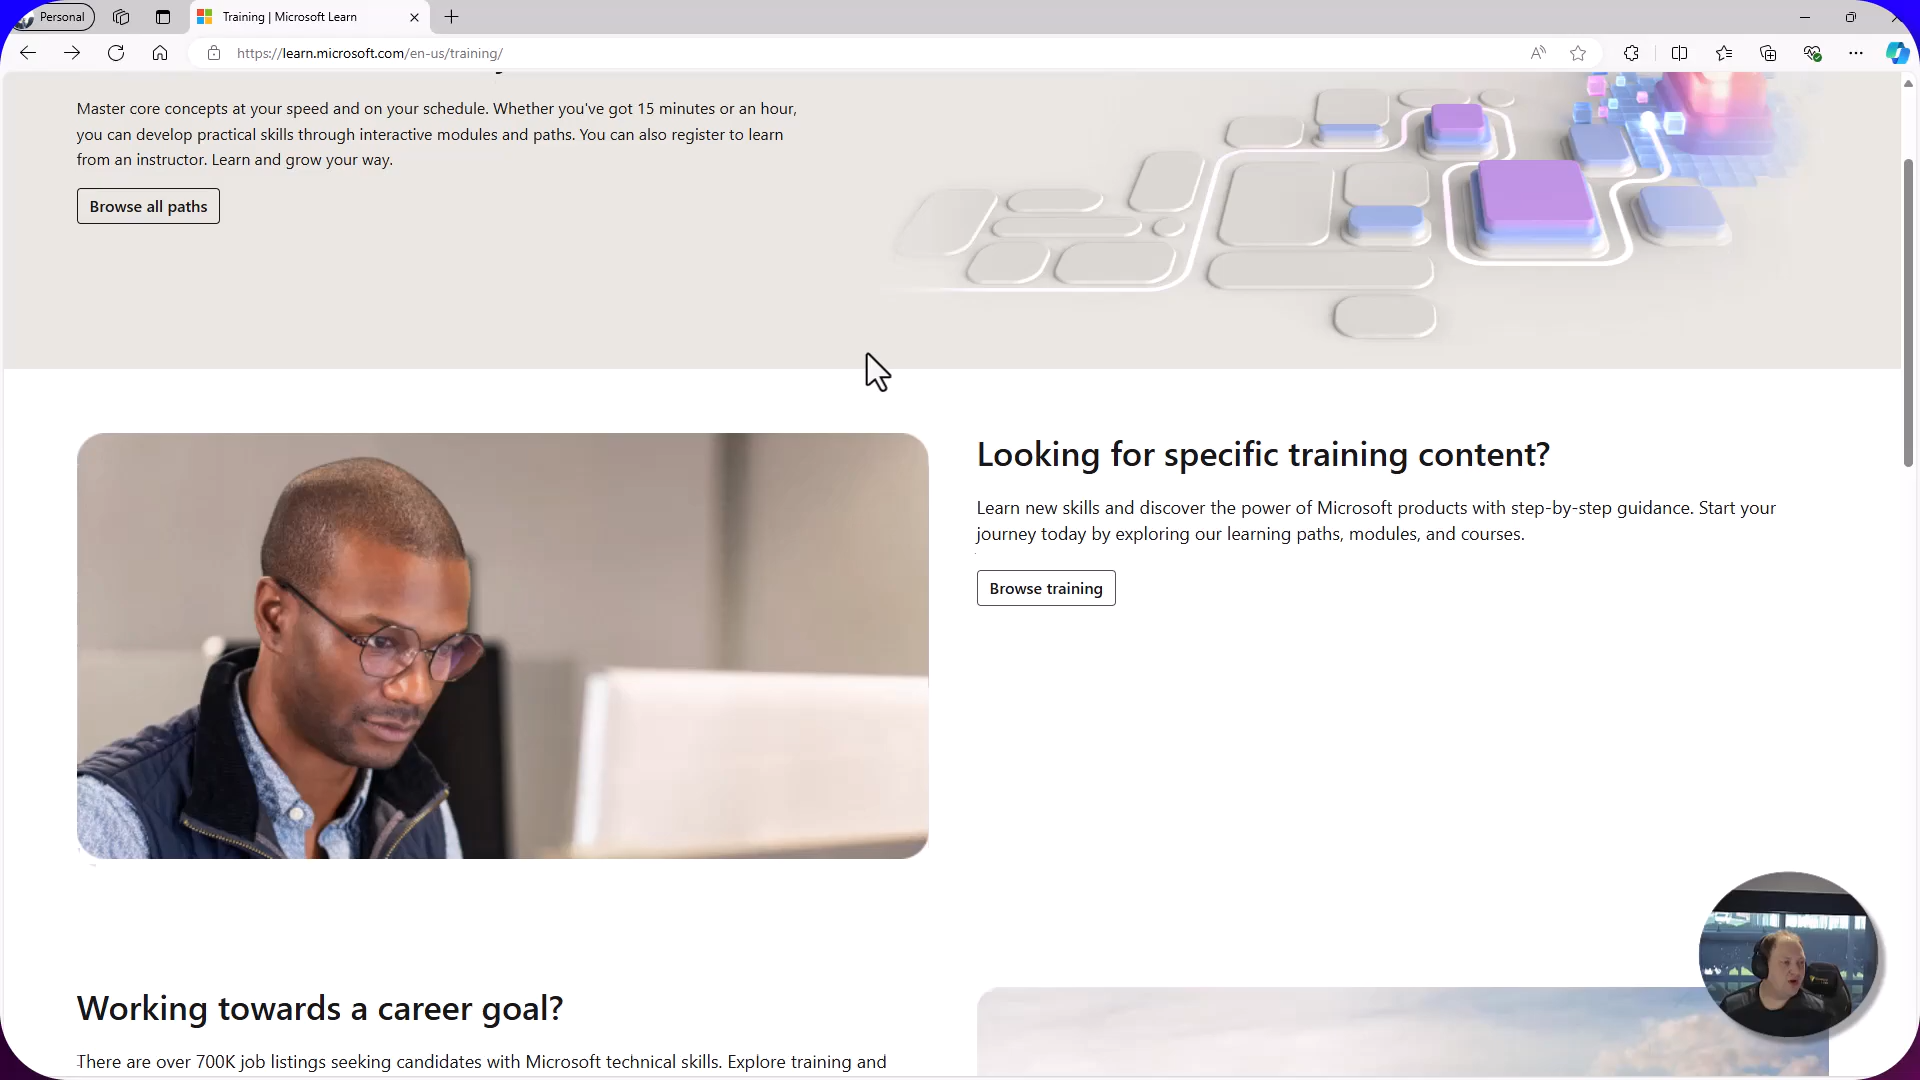 Personal
Training | Microsoft Learn
https://learn.microsoft.com/en-us/training/
Master core concepts at your speed and on your schedule. Whether you've got 15 minutes or an hour,
you can develop practical skills through interactive modules and paths. You can also register to learn
from an instructor. Learn and grow your way.
Browse all paths
Looking for specific training content?
Learn new skills and discover the power of Microsoft products with step-by-step guidance. Start your
journey today by exploring our learning paths, modules, and courses.
Browse training
Working towards a career goal?
There are over 700K job listings seeking candidates with Microsoft technical skills. Explore training and